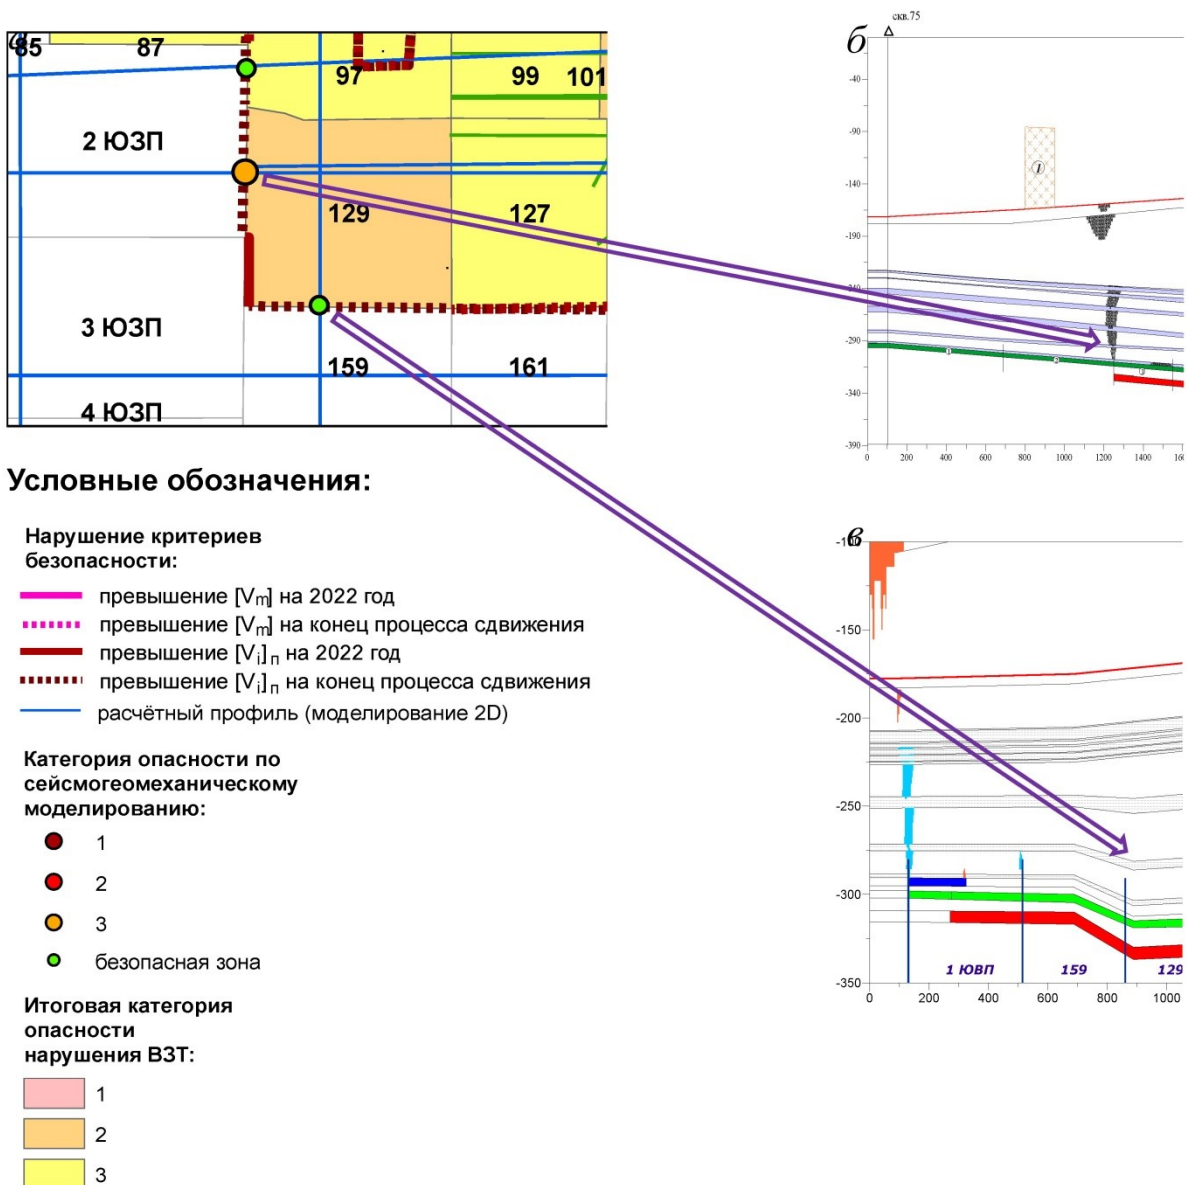 а
85
87
97
99
101
2 ЮЗП
129
127
3 ЮЗП
159
161
4 ЮЗП
Условные обозначения:
Нарушение критериев
безопасности:
превышение [Vm] на 2022 год
превышение [Vm] на конец процесса сдвижения
превышение [Vi]п на 2022 год
превышение [Vi]п на конец процесса сдвижения
расчётный профиль (моделирование 2D)
Категория опасности по
сейсмогеомеханическому
моделированию:
1
2
3
безопасная зона
Итоговая категория
опасности
нарушения ВЗТ:
1
2
3
б
скв.75
-40
-90
-140
-190
-240
-290
-340
-390
0 200 400 600 800 1000 1200 1400 160
1
1
3
в
-100
-150
-200
-250
-300
-350
1 ЮВП 159 129
0 200 400 600 800 1000